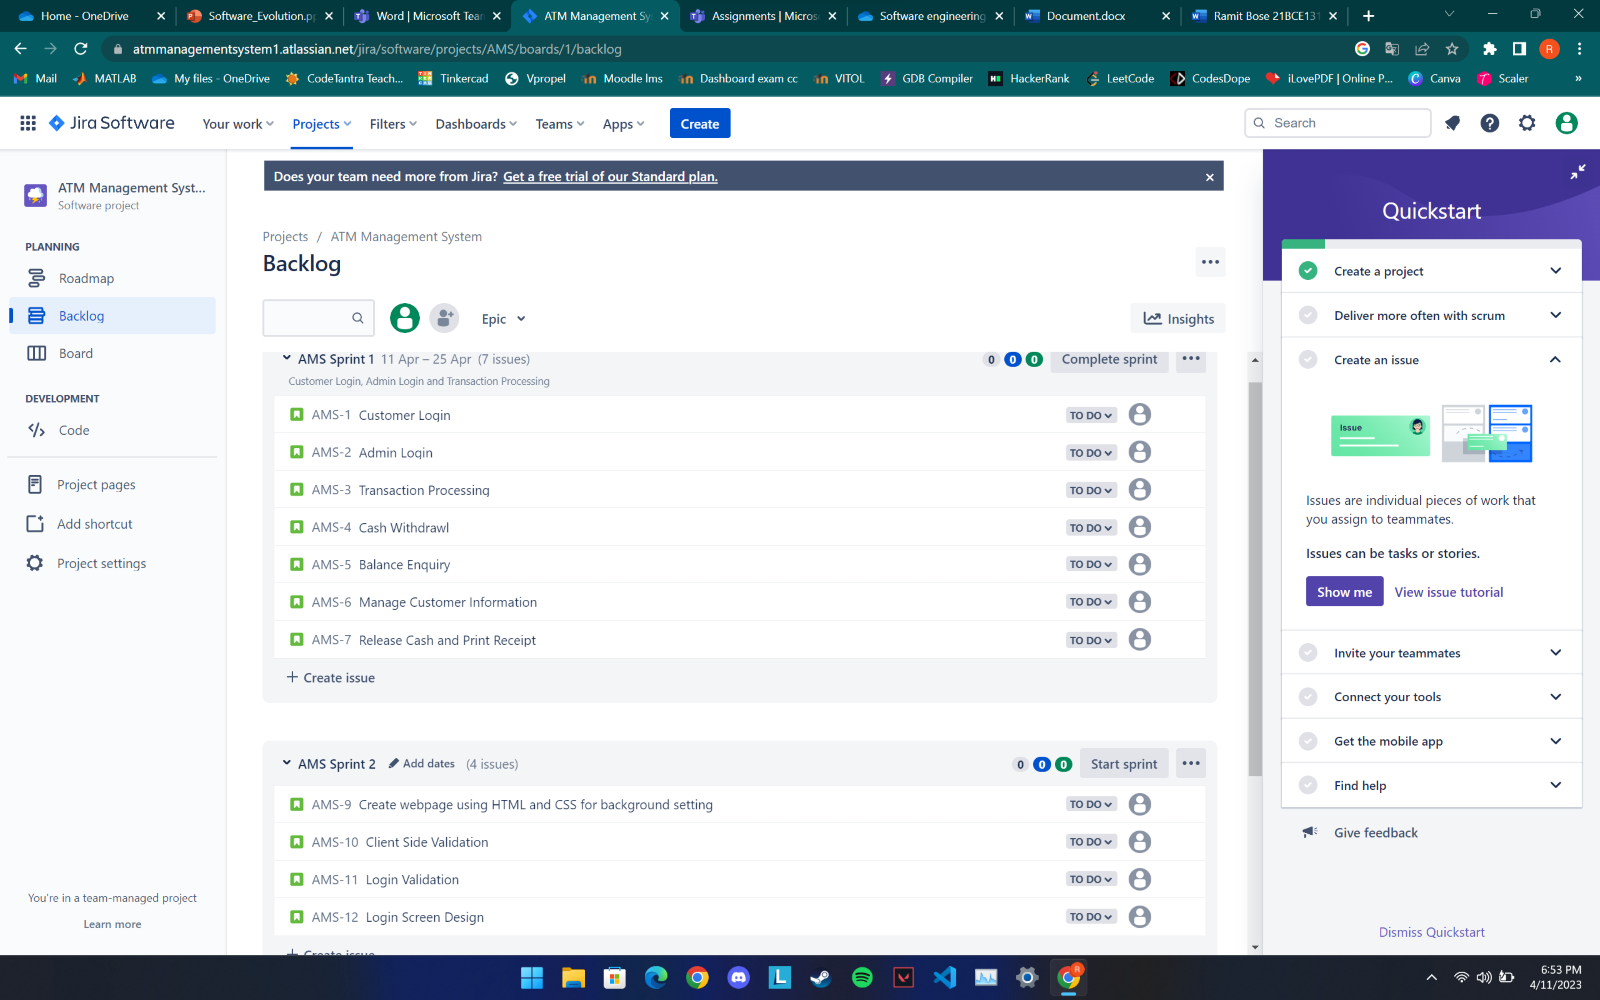 Home - OneDrive
Software_Evolution.pp
Word | Microsoft Tean
ATM Management Sy
Assignments | Micros
Software engineering
Document.docx
Ramit Bose 21BCE131
atmmanagementsystem1.atlassian.net/jira/software/projects/AMS/boards/1/backlog
R
Mail
MATLAB
My files - OneDrive
CodeTantra Teach...
Tinkercad
Vpropel
Moodle lms
Dashboard exam cc
VITOL
GDB Compiler
HackerRank
LeetCode
CodesDope
iLovePDF | Online P...
Canva
Scaler
»
Jira Software
Your work
Projects
Filters
Dashboards
Teams
Apps
Create
Search
ATM Management Syst...
Software project
PLANNING
Roadmap
Backlog
Board
DEVELOPMENT
Code
Project pages
Add shortcut
Project settings
You're in a team-managed project
Learn more
Does your team need more from Jira? Get a free trial of our Standard plan.
Projects / ATM Management System
Backlog
Epic
Insights
AMS Sprint 1 11 Apr – 25 Apr (7 issues)
0 0 0 Complete sprint
Customer Login, Admin Login and Transaction Processing
AMS-1 Customer Login TO DO
AMS-2 Admin Login TO DO
AMS-3 Transaction Processing TO DO
AMS-4 Cash Withdrawl TO DO
AMS-5 Balance Enquiry TO DO
AMS-6 Manage Customer Information TO DO
AMS-7 Release Cash and Print Receipt TO DO
+ Create issue
AMS Sprint 2 Add dates (4 issues)
0 0 0 Start sprint
AMS-9 Create webpage using HTML and CSS for background setting TO DO
AMS-10 Client Side Validation TO DO
AMS-11 Login Validation TO DO
AMS-12 Login Screen Design TO DO
+ Create issue
Quickstart
Create a project
Deliver more often with scrum
Create an issue
Issue
Issues are individual pieces of work that
you assign to teammates.
Issues can be tasks or stories.
Show me
View issue tutorial
Invite your teammates
Connect your tools
Get the mobile app
Find help
Give feedback
Dismiss Quickstart
6:53 PM
4/11/2023